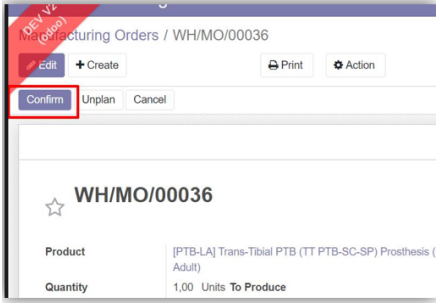 DEV V2
(odoo)
Manufacturing Orders / WH/MO/00036
Edit + Create Print Action
Confirm Unplan Cancel
WH/MO/00036
Product [PTB-LA] Trans-Tibial PTB (TT PTB-SC-SP) Prosthesis (
Adult)
Quantity 1,00 Units To Produce